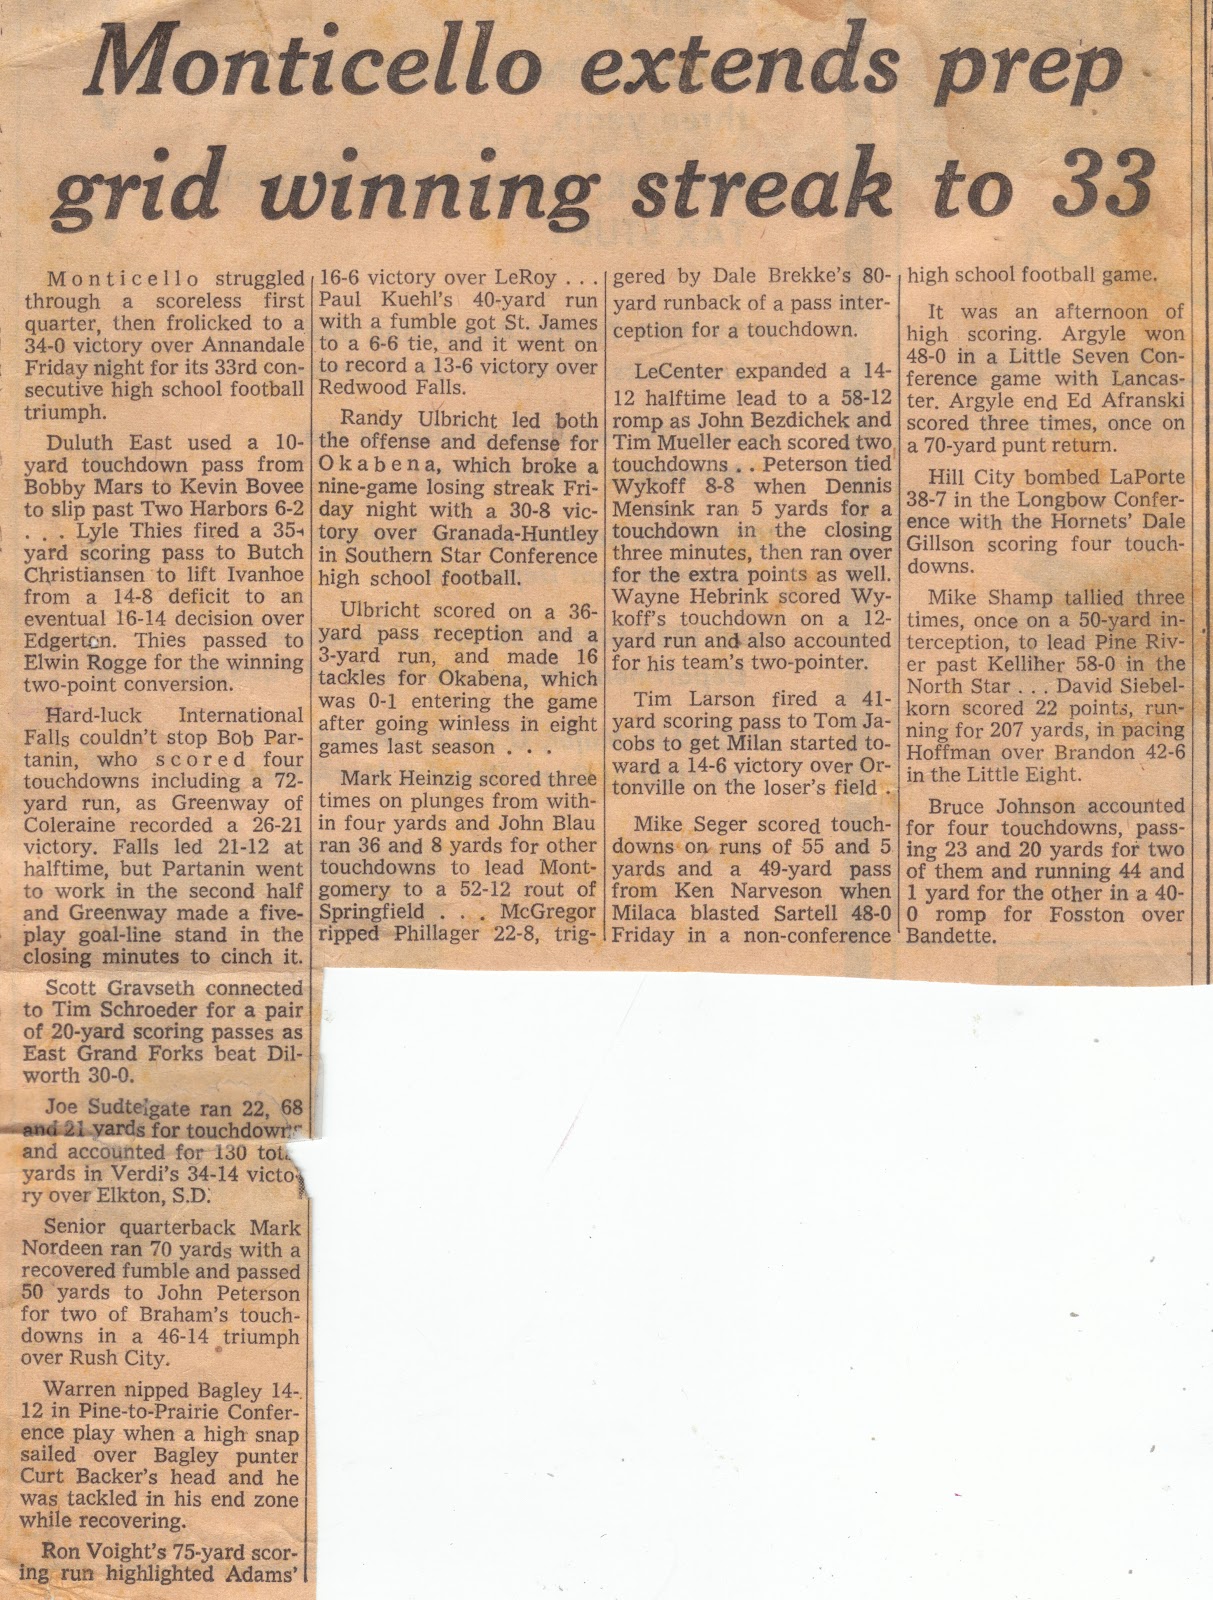 Monticello extends prep
grid winning streak to 33
Monticello struggled
through a scoreless first
quarter, then frolicked to a
34-0 victory over Annandale
Friday night for its 33rd con-
secutive high school football
triumph.
Duluth East used a 10-
yard touchdown pass from
Bobby Mars to Kevin Bovee
to slip past Two Harbors 6-2
. . . Lyle Thies fired a 35-
yard scoring pass to Butch
Christiansen to lift Ivanhoe
from a 14-8 deficit to an
eventual 16-14 decision over
Edgerton. Thies passed to
Elwin Rogge for the winning
two-point conversion.
Hard-luck International
Falls couldn't stop Bob Par-
tanin, who scored four
touchdowns including a 72-
yard run, as Greenway of
Coleraine recorded a 26-21
victory. Falls led 21-12 at
halftime, but Partanin went
to work in the second half
and Greenway made a five-
play goal-line stand in the
closing minutes to cinch it.
Scott Gravseth connected
to Tim Schroeder for a pair
of 20-yard scoring passes as
East Grand Forks beat Dil-
worth 30-0.
Joe Sudtelgate ran 22, 68
and 21 yards for touchdowns
and accounted for 130
yards in Verdi's 34-14 victo-
ry over Elkton, S.D.
Senior quarterback Mark
Nordeen ran 70 yards with a
recovered fumble and passed
50 yards to John Peterson
for two of Braham's touch-
downs in a 46-14 triumph
over Rush City.
Warren nipped Bagley 14-
12 in Pine-to-Prairie Confer-
ence play when a high snap
sailed over Bagley punter
Curt Backer's head and he
was tackled in his end zone
while recovering.
Ron Voight's 75-yard scor-
ing run highlighted Adams'
16-6 victory over LeRoy . . .
Paul Kuehl's 40-yard run
with a fumble got St. James
to a 6-6 tie, and it went on
to record a 13-6 victory over
Redwood Falls.
Randy Ulbricht led both
the offense and defense for
Okabena, which broke a
nine-game losing streak Fri-
day night with a 30-8 vic-
tory over Granada-Huntley
in Southern Star Conference
high school football.
Ulbricht scored on a 36-
yard pass reception and a
3-yard run, and made 16
tackles for Okabena, which
was 0-1 entering the game
after going winless in eight
games last season . . .
Mark Heinzig scored three
times on plunges from with-
in four yards and John Blau
ran 36 and 8 yards for other
touchdowns to lead Mont-
gomery to a 52-12 rout of
Springfield . . . McGregor
ripped Phillager 22-8, trig-
gered by Dale Brekke's 80-
yard runback of a pass inter-
ception for a touchdown.
LeCenter expanded a 14-
12 halftime lead to a 58-12
romp as John Bezdichek and
Tim Mueller each scored two
touchdowns . . Peterson tied
Wykoff 8-8 when Dennis
Mensink ran 5 yards for a
touchdown in the closing
three minutes, then ran over
for the extra points as well.
Wayne Hebrink scored Wy-
koff's touchdown on a 12-
yard run and also accounted
for his team's two-pointer.
Tim Larson fired a 41-
yard scoring pass to Tom Ja-
cobs to get Milan started to-
ward a 14-6 victory over Or-
tonville on the loser's field .
Mike Seger scored touch-
downs on runs of 55 and 5
yards and a 49-yard pass
from Ken Narveson when
Milaca blasted Sartell 48-0
Friday in a non-conference
high school football game.
It was an afternoon of
high scoring. Argyle won
48-0 in a Little Seven Con-
ference game with Lancas-
ter. Argyle end Ed Afranski
scored three times, once on
a 70-yard punt return.
Hill City bombed LaPorte
38-7 in the Longbow Confer-
ence with the Hornets' Dale
Gillson scoring four touch-
downs.
Mike Shamp tallied three
times, once on a 50-yard in-
terception, to lead Pine Riv-
er past Kelliher 58-0 in the
North Star . . . David Siebel-
korn scored 22 points, run-
ning for 207 yards, in pacing
Hoffman over Brandon 42-6
in the Little Eight.
Bruce Johnson accounted
for four touchdowns, pass-
ing 23 and 20 yards for two
of them and running 44 and
1 yard for the other in a 40-
0 romp for Fosston over
Bandette.